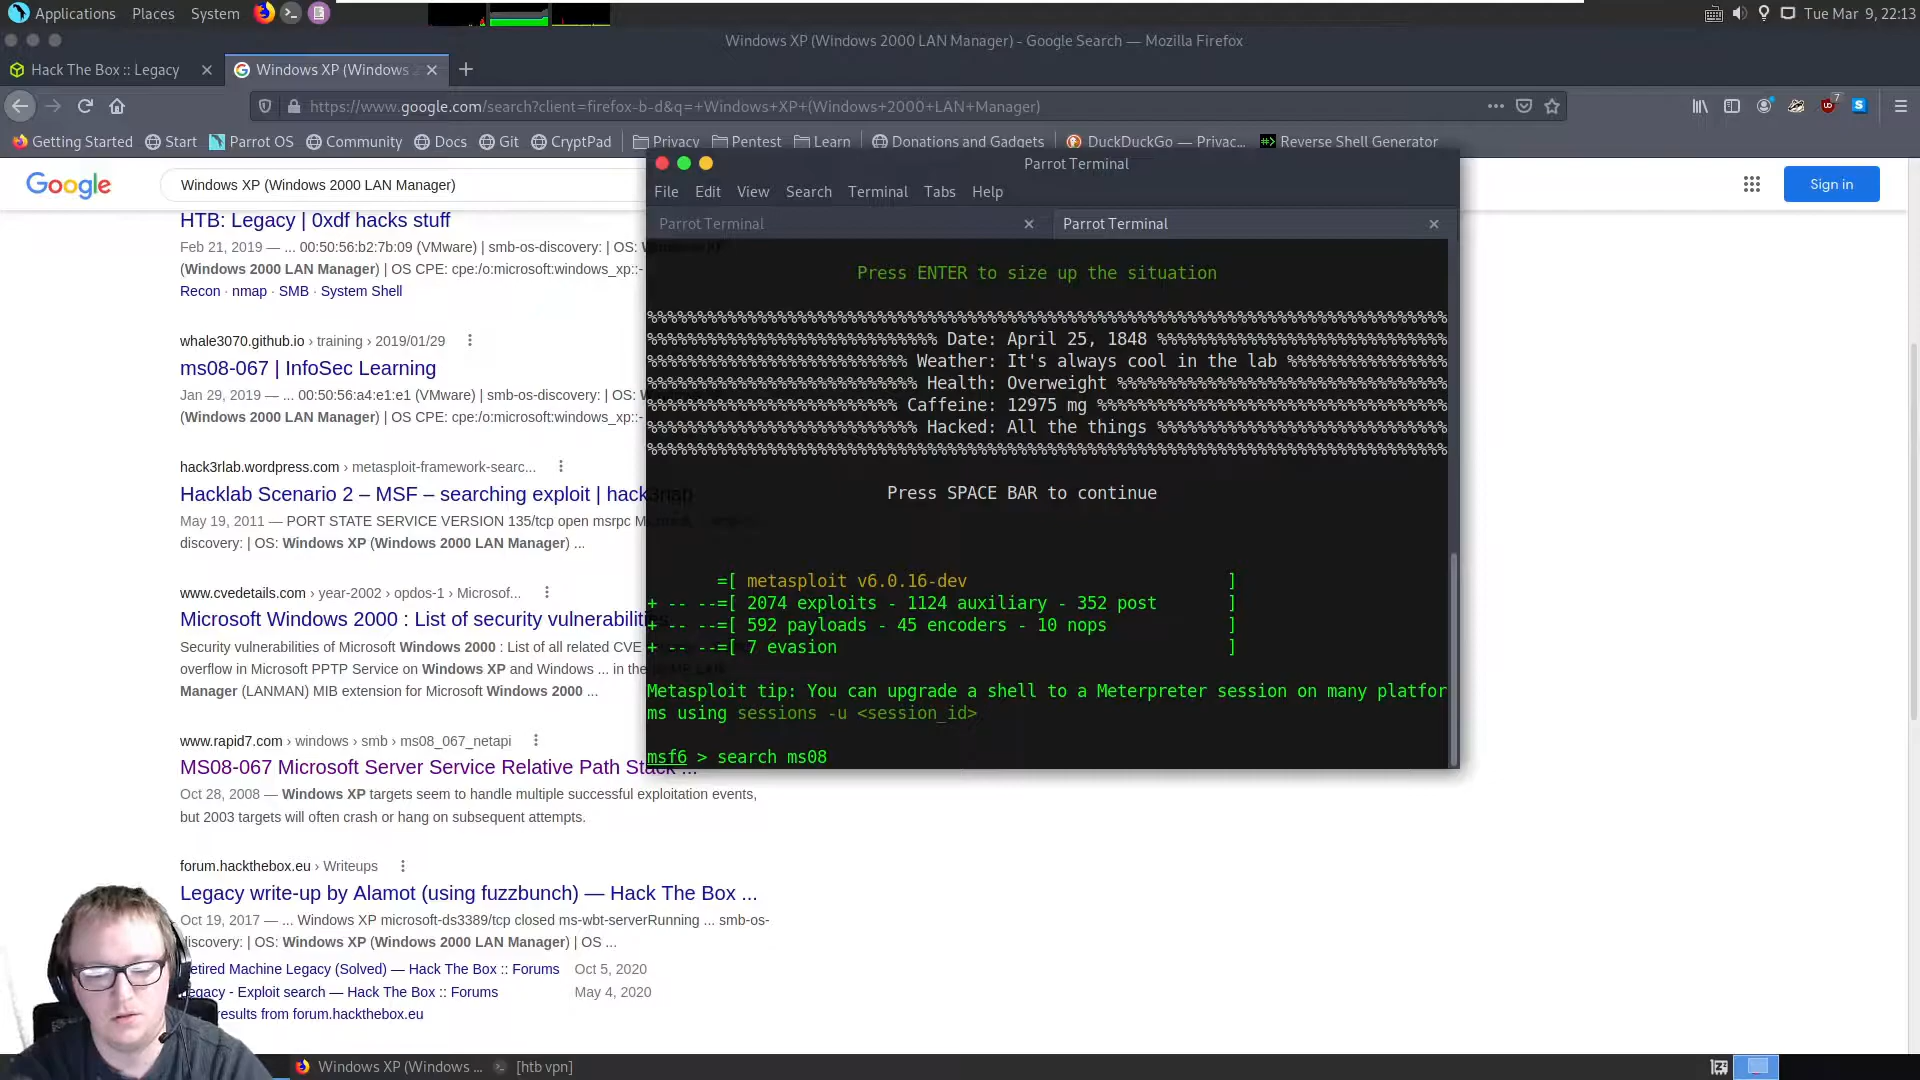 Applications Places System
Tue Mar 9, 22:13
Windows XP (Windows 2000 LAN Manager) - Google Search — Mozilla Firefox
Hack The Box :: Legacy
Windows XP (Windows 2
https://www.google.com/search?client=firefox-b-d&q=+Windows+XP+(Windows+2000+LAN+Manager)
7
Getting Started Start Parrot OS Community Docs Git CryptPad Privacy Pentest Learn Donations and Gadgets DuckDuckGo — Privac... Reverse Shell Generator
Google
Windows XP (Windows 2000 LAN Manager)
Sign in
HTB: Legacy | 0xdf hacks stuff
Feb 21, 2019 — ... 00:50:56:b2:7b:09 (VMware) | smb-os-discovery: | OS:
(Windows 2000 LAN Manager) | OS CPE: cpe:/o:microsoft:windows_xp::-
Recon · nmap · SMB · System Shell
whale3070.github.io › training › 2019/01/29
ms08-067 | InfoSec Learning
Jan 29, 2019 — ... 00:50:56:a4:e1:e1 (VMware) | smb-os-discovery: | OS:
(Windows 2000 LAN Manager) | OS CPE: cpe:/o:microsoft:windows_xp::-
hack3rlab.wordpress.com › metasploit-framework-searc...
Hacklab Scenario 2 – MSF – searching exploit | hack3rlab
May 19, 2011 — PORT STATE SERVICE VERSION 135/tcp open msrpc
discovery: | OS: Windows XP (Windows 2000 LAN Manager) ...
www.cvedetails.com › year-2002 › opdos-1 › Microsof...
Microsoft Windows 2000 : List of security vulnerabilities
Security vulnerabilities of Microsoft Windows 2000 : List of all related CVE
overflow in Microsoft PPTP Service on Windows XP and Windows ... in the
Manager (LANMAN) MIB extension for Microsoft Windows 2000 ...
www.rapid7.com › windows › smb › ms08_067_netapi
MS08-067 Microsoft Server Service Relative Path Stack ...
Oct 28, 2008 — Windows XP targets seem to handle multiple successful exploitation events,
but 2003 targets will often crash or hang on subsequent attempts.
forum.hackthebox.eu › Writeups
Legacy write-up by Alamot (using fuzzbunch) — Hack The Box ...
Oct 19, 2017 — ... Windows XP microsoft-ds3389/tcp closed ms-wbt-serverRunning ... smb-os-
discovery: | OS: Windows XP (Windows 2000 LAN Manager) | OS ...
etired Machine Legacy (Solved) — Hack The Box :: Forums Oct 5, 2020
egacy - Exploit search — Hack The Box :: Forums May 4, 2020
results from forum.hackthebox.eu
Parrot Terminal
File Edit View Search Terminal Tabs Help
Parrot Terminal
Parrot Terminal
Press ENTER to size up the situation
%%%%%%%%%%%%%%%%%%%%%%%%%%%%%%%%%%%%%%%%%%%%%%%%%%%%%%%%%%%%%%%%%%%%%%%%%%%%%%%%%%
%%%%%%%%%%%%%%%%%%%%%%%%%%%%% Date: April 25, 1848 %%%%%%%%%%%%%%%%%%%%%%%%%%%%%
%%%%%%%%%%%%%%%%%%%%%%%%%% Weather: It's always cool in the lab %%%%%%%%%%%%%%%%
%%%%%%%%%%%%%%%%%%%%%%%%%%% Health: Overweight %%%%%%%%%%%%%%%%%%%%%%%%%%%%%%%%%
%%%%%%%%%%%%%%%%%%%%%%%%% Caffeine: 12975 mg %%%%%%%%%%%%%%%%%%%%%%%%%%%%%%%%%%%
%%%%%%%%%%%%%%%%%%%%%%%%%%% Hacked: All the things %%%%%%%%%%%%%%%%%%%%%%%%%%%%%
%%%%%%%%%%%%%%%%%%%%%%%%%%%%%%%%%%%%%%%%%%%%%%%%%%%%%%%%%%%%%%%%%%%%%%%%%%%%%%%%%%
Press SPACE BAR to continue
=[ metasploit v6.0.16-dev ]
+ -- --=[ 2074 exploits - 1124 auxiliary - 352 post ]
+ -- --=[ 592 payloads - 45 encoders - 10 nops ]
+ -- --=[ 7 evasion ]
Metasploit tip: You can upgrade a shell to a Meterpreter session on many platfor
ms using sessions -u <session_id>
msf6 > search ms08
Windows XP (Windows ...
[htb vpn]